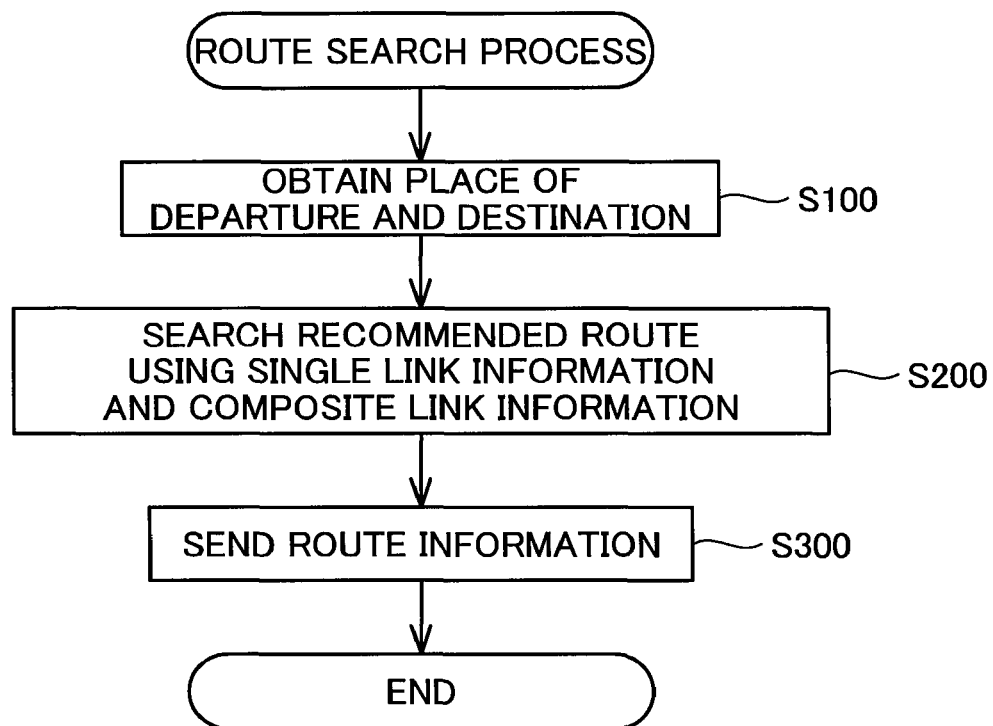 ROUTE SEARCH PROCESS
OBTAIN PLACE OF
DEPARTURE AND DESTINATION
S100
SEARCH RECOMMENDED ROUTE
USING SINGLE LINK INFORMATION
AND COMPOSITE LINK INFORMATION
S200
SEND ROUTE INFORMATION
S300
END